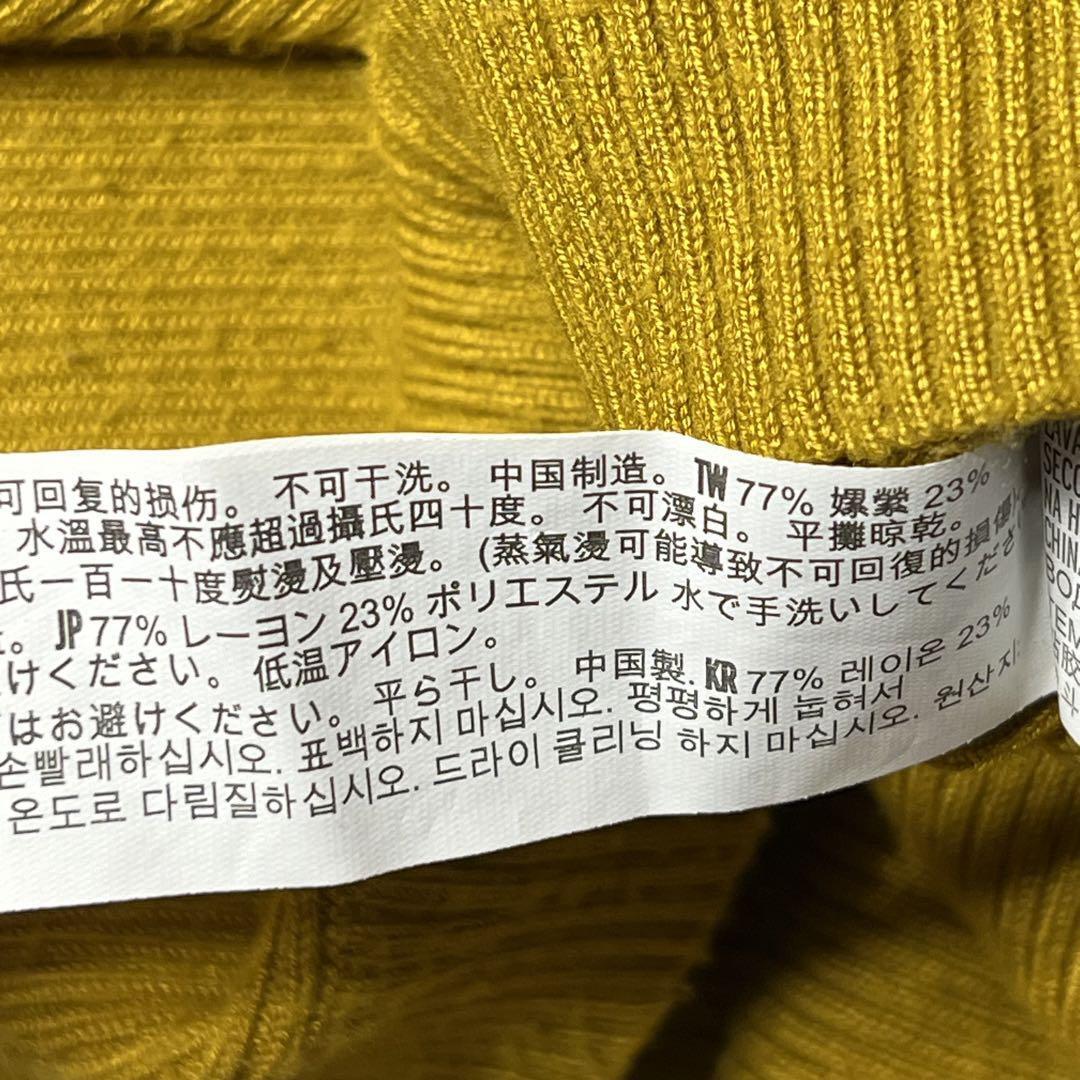 可回复的损伤。不可干洗。中国制造。TW 77% 嫘縈 23%
水溫最高不應超過攝氏四十度。不可漂白。平攤晾乾。
氏一百一十度熨燙及壓燙。(蒸氣燙可能導致不可回復的損傷)
JP 77% レーヨン 23% ポリエステル 水で手洗いしてくださ
けください。低温アイロン。
はお避けください。平ら干し。中国製. KR 77% 레이온 23%
손빨래하십시오. 표백하지 마십시오. 평평하게 눕혀서
온도로 다림질하십시오. 드라이 클리닝 하지 마십시오. 원산지:
LAVA
SECC
NA H
CHIN
ВОД
ТЕМ